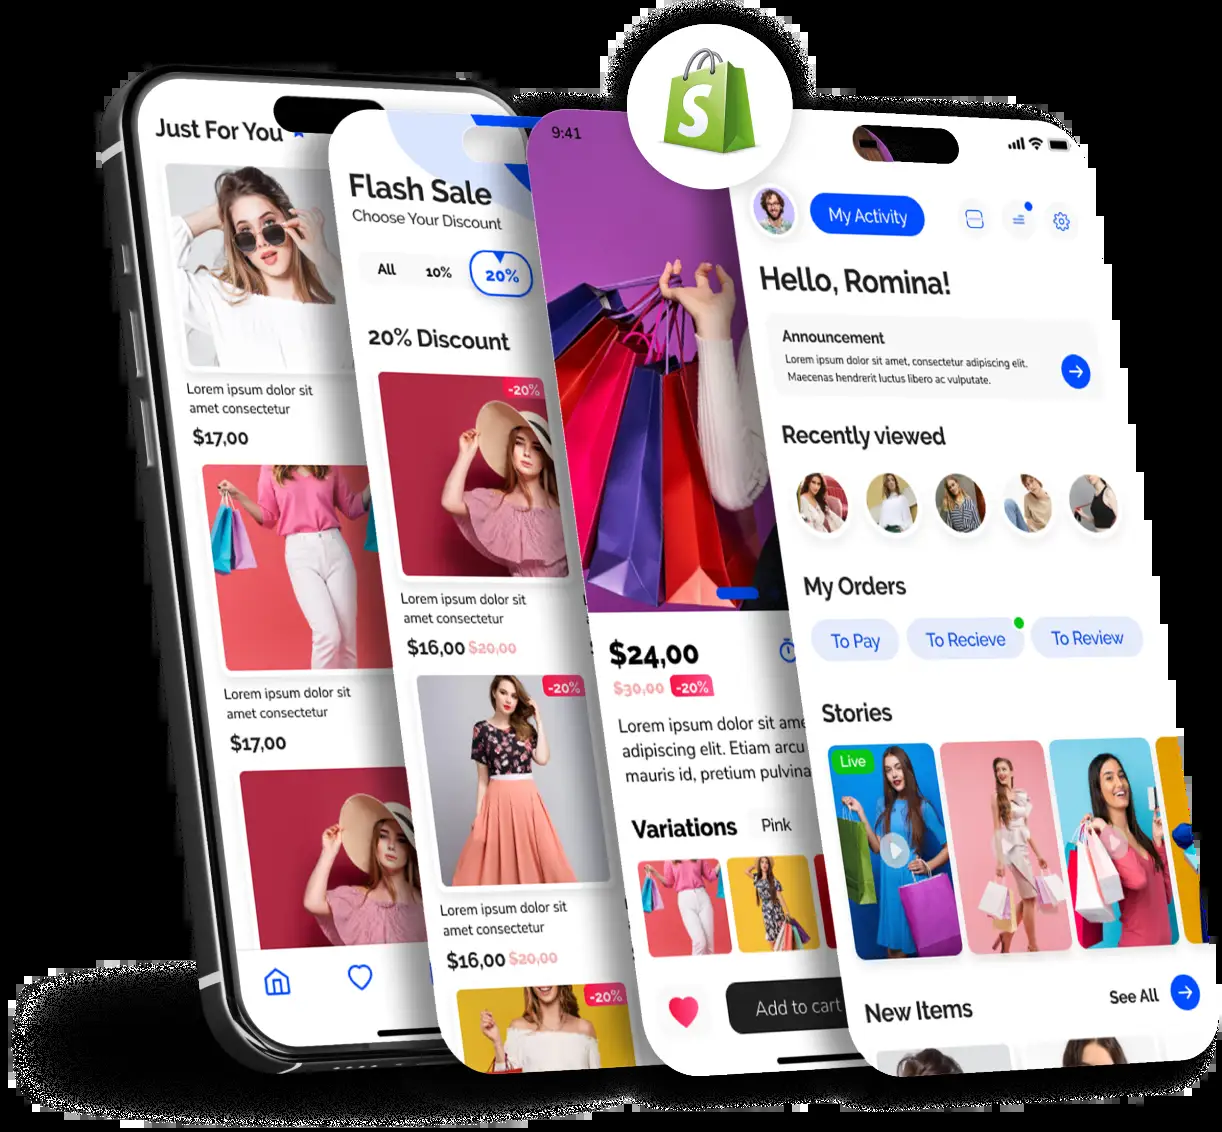 Just For You
Lorem ipsum dolor sit
amet consectetur
$17,00
Lorem ipsum dolor sit
amet consectetur
$17,00
Flash Sale
Choose Your Discount
All
10%
20%
20% Discount
-20%
Lorem ipsum dolor sit
amet consectetur
$16,00 $20,00
-20%
Lorem ipsum dolor sit
amet consectetur
$16,00 $20,00
-20%
9:41
$24,00
$30,00 -20%
Lorem ipsum dolor sit ame
adipiscing elit. Etiam arcu
mauris id, pretium pulvina
Variations Pink
Add to cart
S
My Activity
Hello, Romina!
Announcement
Lorem ipsum dolor sit amet, consectetur adipiscing elit.
Maecenas hendrerit luctus libero ac vulputate.
Recently viewed
My Orders
To Pay
To Recieve
To Review
Stories
Live
New Items
See All